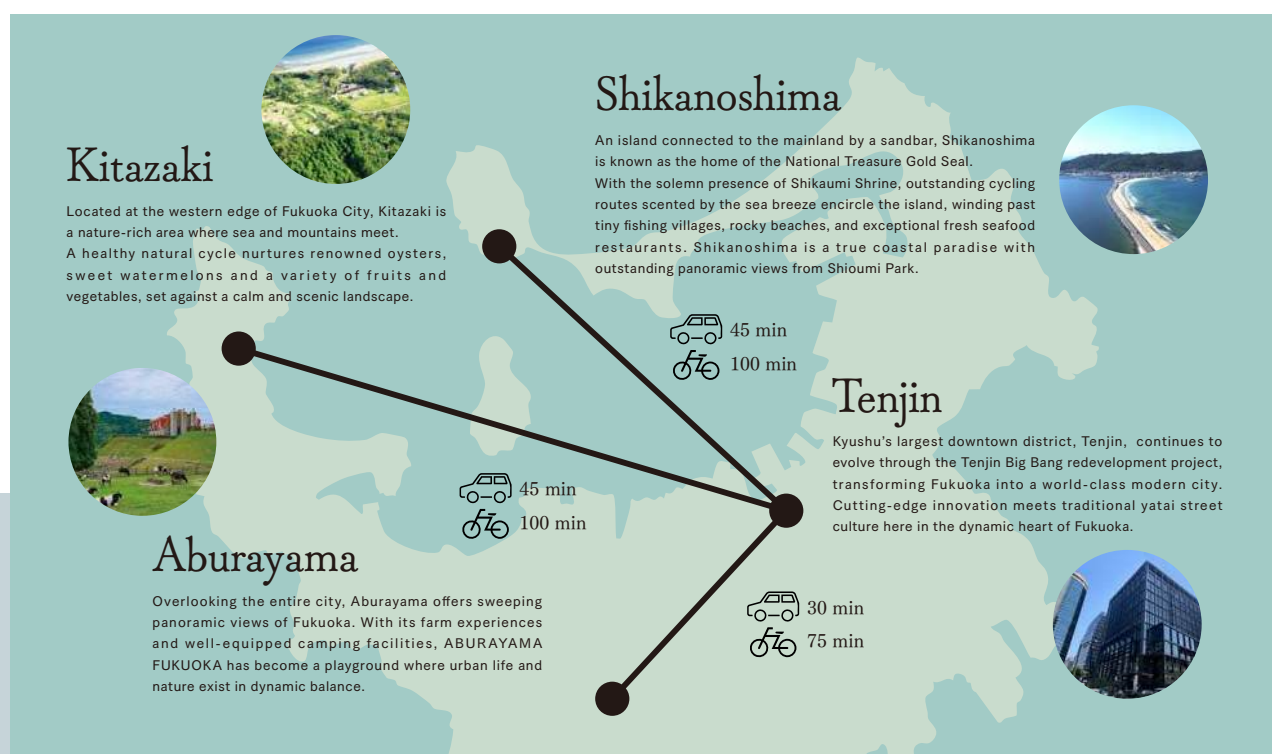 Kitazaki
Located at the western edge of Fukuoka City, Kitazaki is
a nature-rich area where sea and mountains meet.
A healthy natural cycle nurtures renowned oysters,
sweet watermelons and a variety of fruits and
vegetables, set against a calm and scenic landscape.
Shikanoshima
An island connected to the mainland by a sandbar, Shikanoshima
is known as the home of the National Treasure Gold Seal.
With the solemn presence of Shikaumi Shrine, outstanding cycling
routes scented by the sea breeze encircle the island, winding past
tiny fishing villages, rocky beaches, and exceptional fresh seafood
restaurants. Shikanoshima is a true coastal paradise with
outstanding panoramic views from Shioumi Park.
45 min
100 min
Tenjin
Kyushu's largest downtown district, Tenjin, continues to
evolve through the Tenjin Big Bang redevelopment project,
transforming Fukuoka into a world-class modern city.
Cutting-edge innovation meets traditional yatai street
culture here in the dynamic heart of Fukuoka.
45 min
100 min
Aburayama
Overlooking the entire city, Aburayama offers sweeping
panoramic views of Fukuoka. With its farm experiences
and well-equipped camping facilities, ABURAYAMA
FUKUOKA has become a playground where urban life and
nature exist in dynamic balance.
30 min
75 min